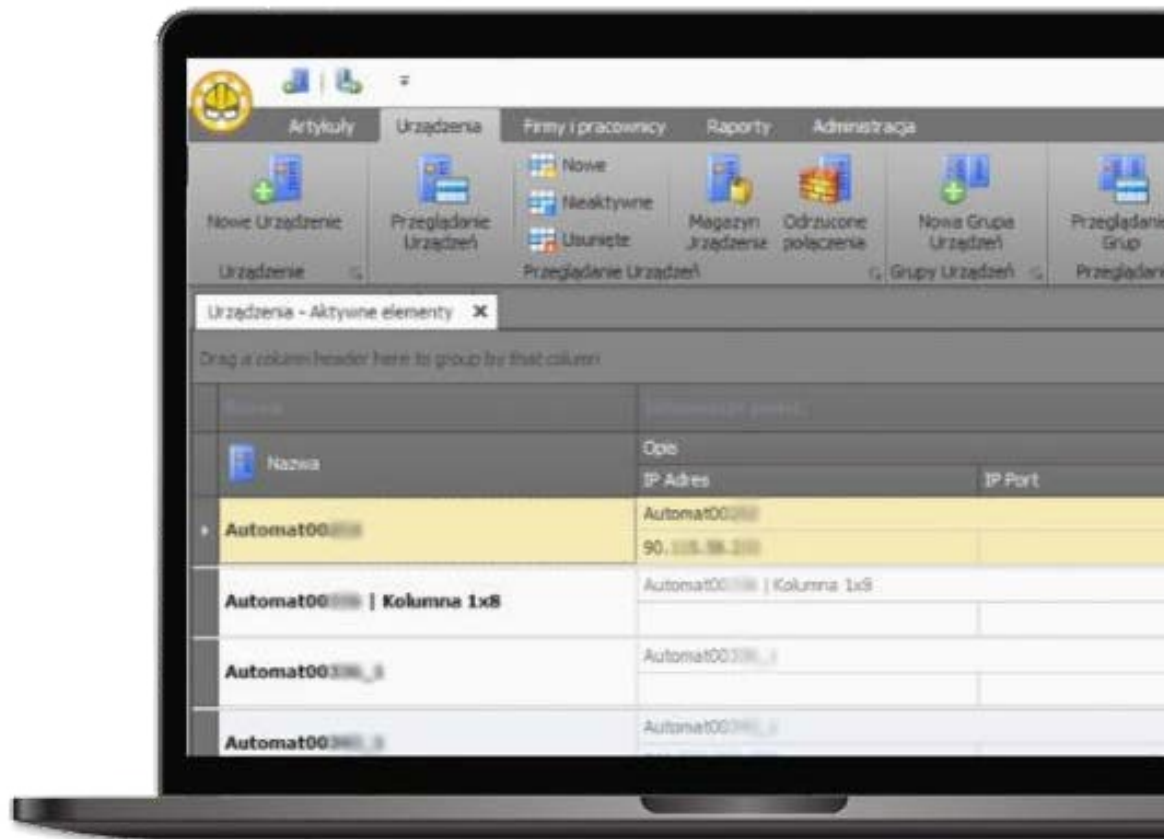 Artykuły Urządzenia Firmy i pracownicy Raporty Administracja
Nowe Urządzenie
Przeglądanie Urządzeń
Nowe
Nieaktywne
Usunięte
Magazyn Urządzenia
Odrzucone połączenia
Nowa Grupa Urządzeń
Przeglądanie Grup
Urządzenie
Przeglądanie Urządzeń
Grupy Urządzeń
Przeglądanie
Urządzenia - Aktywne elementy X
Drag a column header here to group by that column
Nazwa
Opis
IP Adres IP Port
Automat00
Automat00
90.
Automat00 | Kolumna 1x8
Automat00 | Kolumna 1x8
Automat00
Automat00
Automat00
Automat00